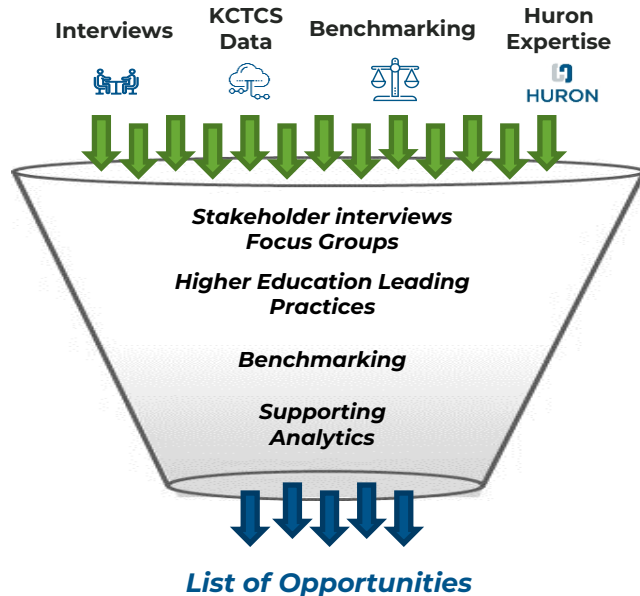 Interviews
KCTCS
Data
Benchmarking
Huron
Expertise
HURON
Stakeholder interviews
Focus Groups
Higher Education Leading
Practices
Benchmarking
Supporting
Analytics
List of Opportunities